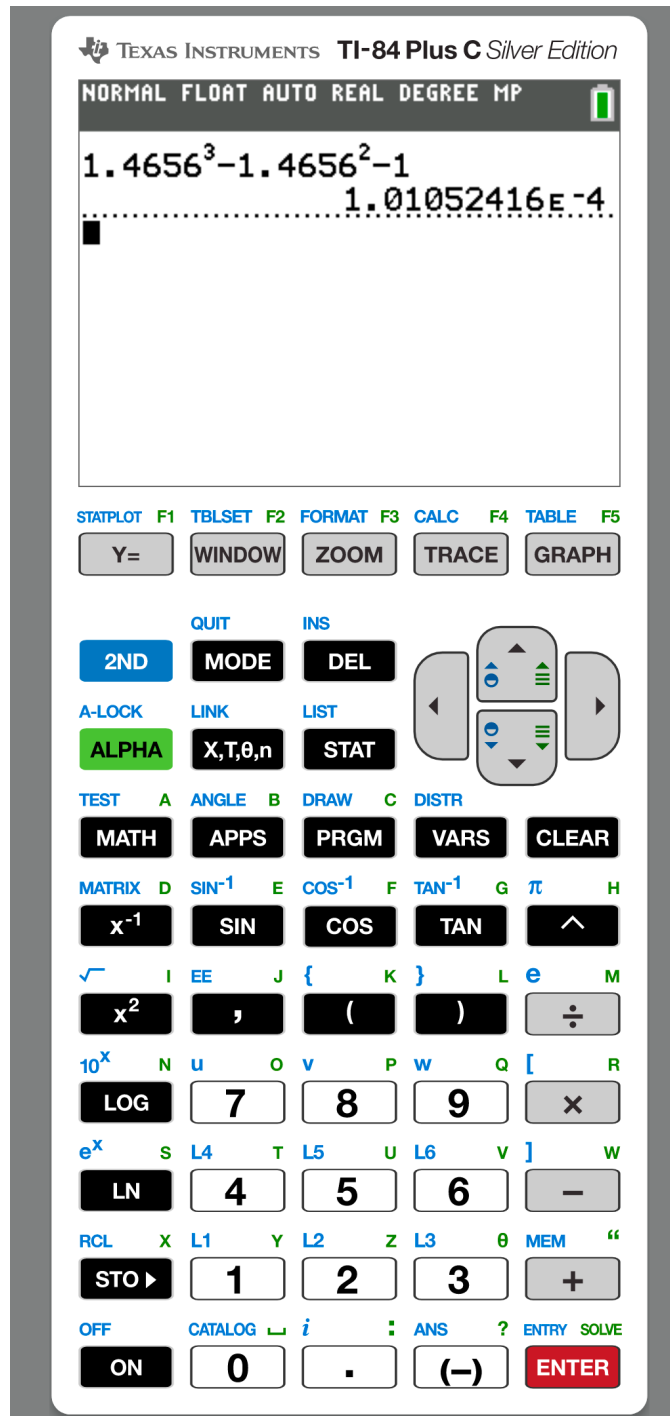 TEXAS INSTRUMENTS TI-84 Plus C Silver Edition
NORMAL FLOAT AUTO REAL DEGREE MP
1.4656³-1.4656²-1
1.01052416ᴇ⁻4
STATPLOT F1 TBLSET F2 FORMAT F3 CALC F4 TABLE F5
Y= WINDOW ZOOM TRACE GRAPH
QUIT INS
2ND MODE DEL
A-LOCK LINK LIST
ALPHA X,T,θ,n STAT
TEST A ANGLE B DRAW C DISTR
MATH APPS PRGM VARS CLEAR
MATRIX D SIN⁻¹ E COS⁻¹ F TAN⁻¹ G π H
x⁻¹ SIN COS TAN ^
√ I EE J { K } L e M
x² , ( ) ÷
10ˣ N u O v P w Q [ R
LOG 7 8 9 ×
eˣ S L4 T L5 U L6 V ] W
LN 4 5 6 −
RCL X L1 Y L2 Z L3 θ MEM “
STO▶ 1 2 3 +
OFF CATALOG ⎵ i : ANS ? ENTRY SOLVE
ON 0 . (–) ENTER